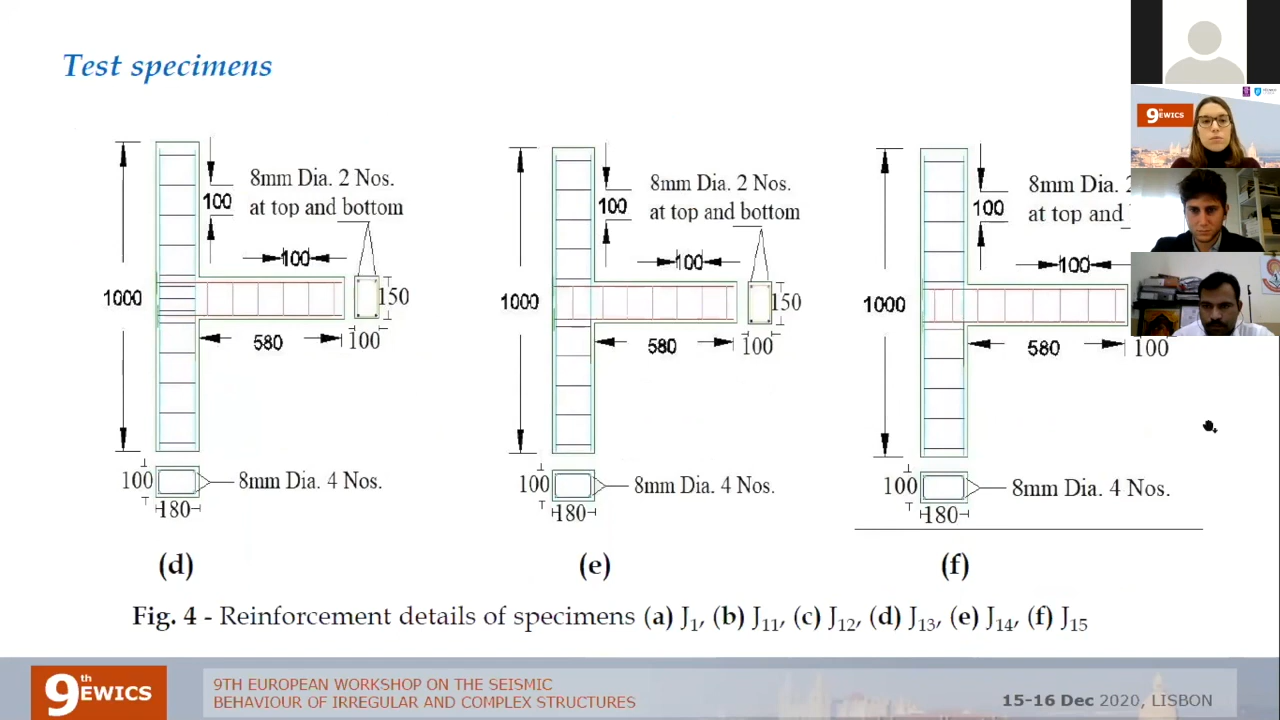 Test specimens
9th EWICS
8mm Dia. 2 Nos.
at top and bottom
100
100
1000
150
580
100
100
180
8mm Dia. 4 Nos.
(d)
8mm Dia. 2 Nos.
at top and bottom
100
100
1000
150
580
100
100
180
8mm Dia. 4 Nos.
(e)
8mm Dia. 2
at top and
100
100
1000
580
100
100
180
8mm Dia. 4 Nos.
(f)
Fig. 4 - Reinforcement details of specimens (a) J1, (b) J11, (c) J12, (d) J13, (e) J14, (f) J15
9th EWICS
9TH EUROPEAN WORKSHOP ON THE SEISMIC
BEHAVIOUR OF IRREGULAR AND COMPLEX STRUCTURES
15-16 Dec 2020, LISBON